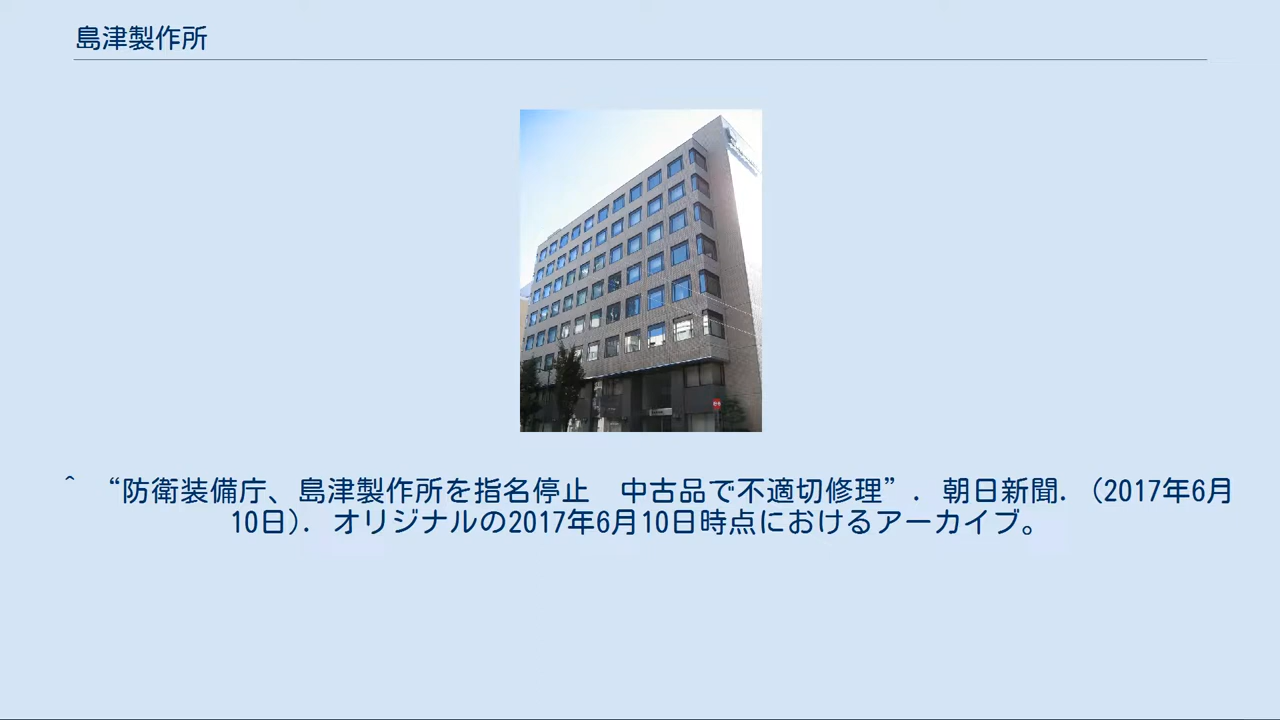 島津製作所
^ “防衛装備庁、島津製作所を指名停止　中古品で不適切修理”. 朝日新聞. (2017年6月
10日). オリジナルの2017年6月10日時点におけるアーカイブ。